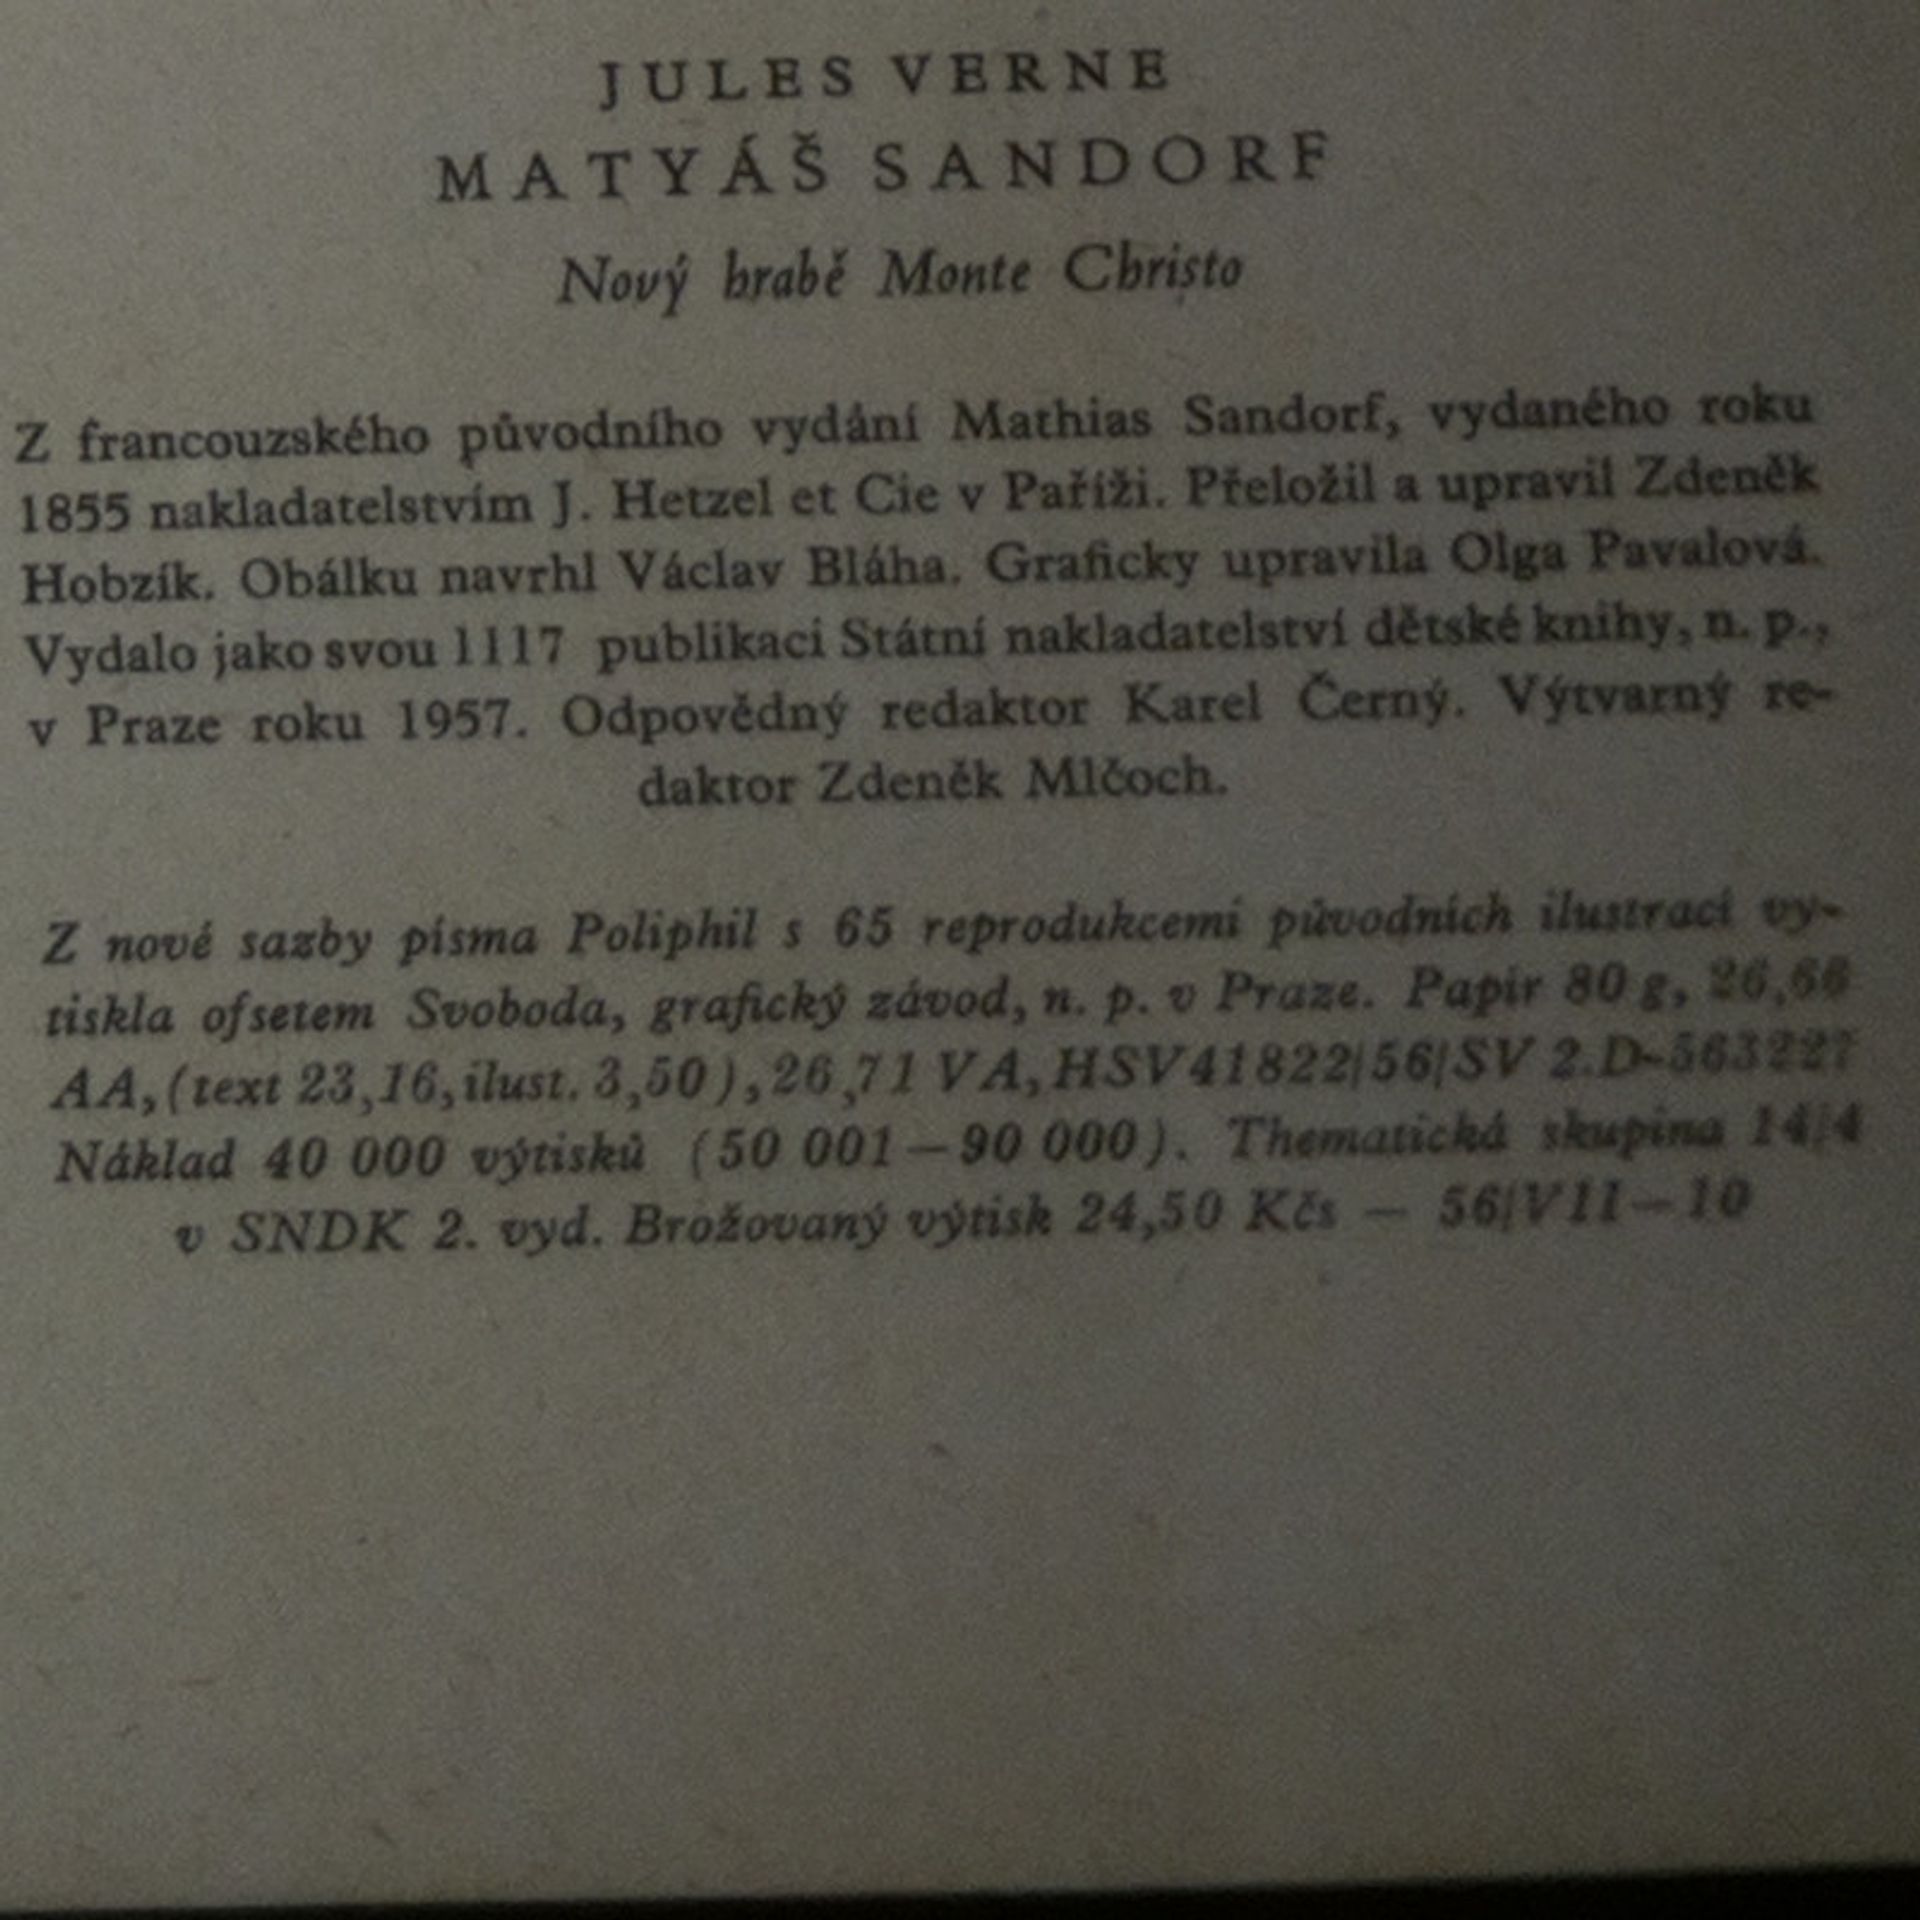 JULES VERNE
MATYÁŠ SANDORF
Nový hrabě Monte Christo
Z francouzského původního vydání Mathias Sandorf, vydaného roku
1855 nakladatelstvím J. Hetzel et Cie v Paříži. Přeložil a upravil Zdeněk
Hobzík. Obálku navrhl Václav Bláha. Graficky upravila Olga Pavalová.
Vydalo jako svou 1117 publikaci Státní nakladatelství dětské knihy, n. p.,
v Praze roku 1957. Odpovědný redaktor Karel Černý. Výtvarný re-
daktor Zdeněk Mlčoch.
Z nové sazby písma Poliphil s 65 reprodukcemi původních ilustrací vy-
tiskla ofsetem Svoboda, grafický závod, n. p. v Praze. Papír 80 g, 26,66
AA, (text 23,16, ilust. 3,50), 26,71 VA, HSV 41822/56/SV 2. D-563227
Náklad 40 000 výtisků (50 001—90 000). Thematická skupina 14/4
v SNDK 2. vyd. Brožovaný výtisk 24,50 Kčs — 56/VII—10